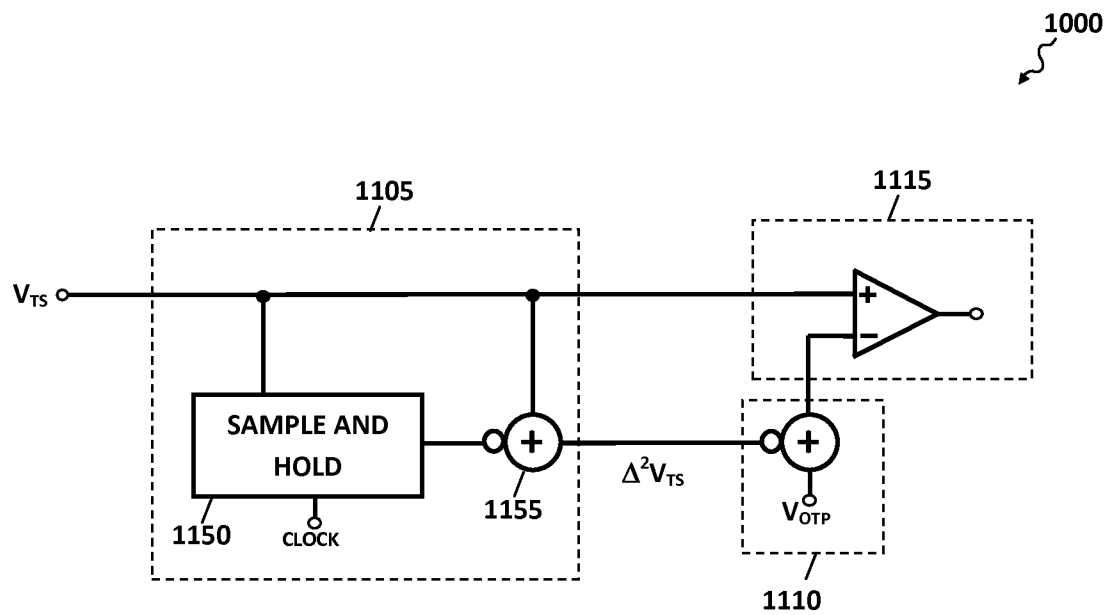 1000
1105
1115
V_TS
+
−
SAMPLE AND
HOLD
+
+
Δ²V_TS
1150
CLOCK
1155
V_OTP
1110